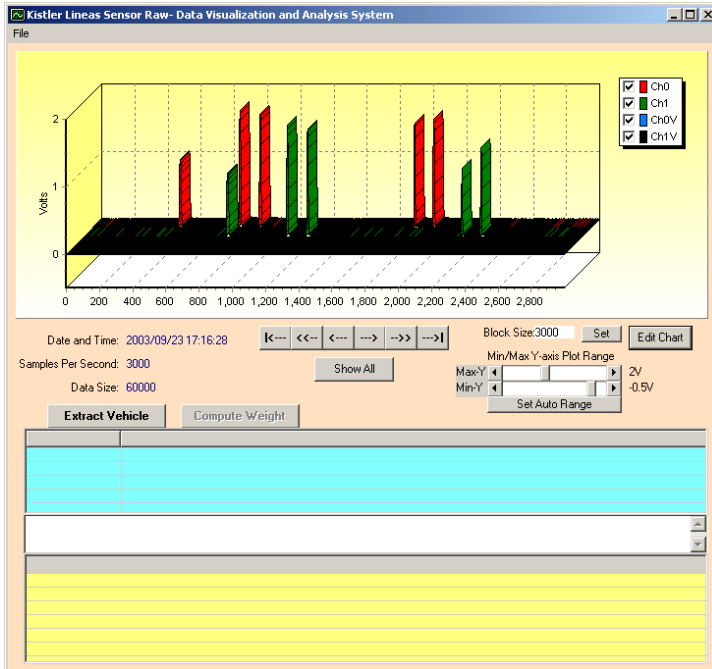 Kistler Lineas Sensor Raw- Data Visualization and Analysis System
File
Ch0
Ch1
Ch0V
Ch1V
2
1
0
Volts
0 200 400 600 800 1,000 1,200 1,400 1,600 1,800 2,000 2,200 2,400 2,600 2,800
Date and Time: 2003/09/23 17:16:28
|<--- <<-- <--- ---> -->> --->|
Block Size: 3000 Set Edit Chart
Samples Per Second: 3000
Show All
Min/Max Y-axis Plot Range
Max-Y 2V
Data Size: 60000
Min-Y -0.5V
Set Auto Range
Extract Vehicle Compute Weight